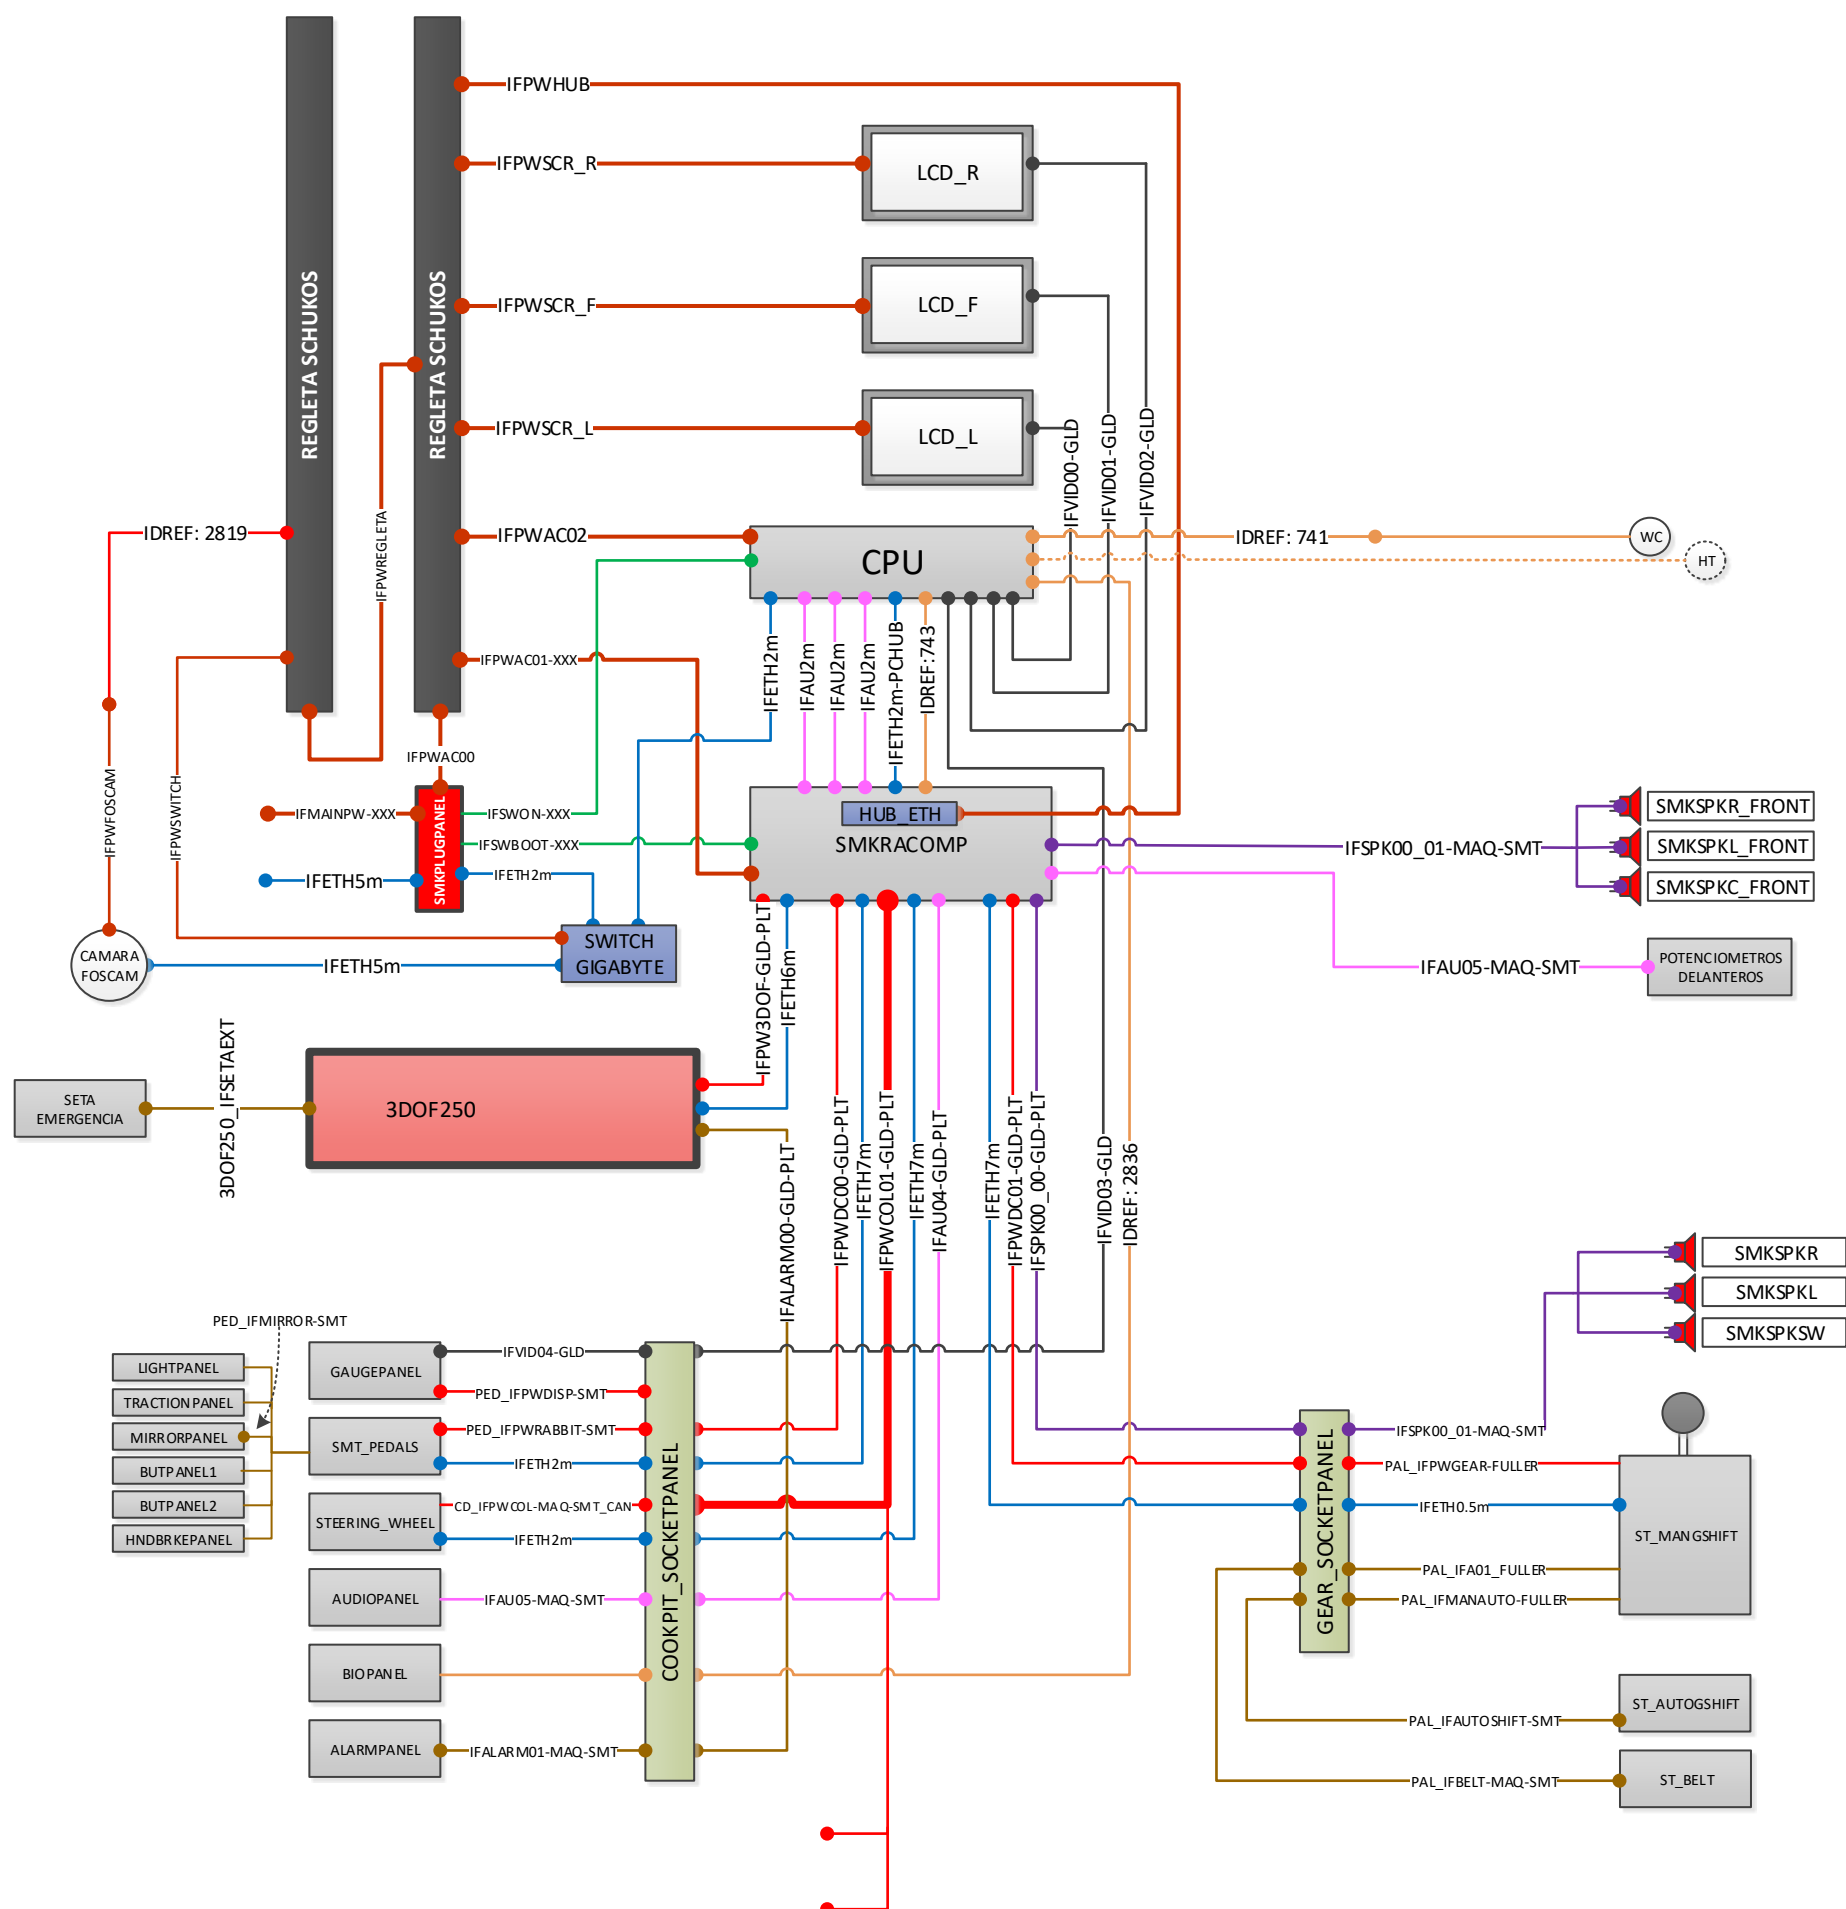 IFPWHUB
IFPWSCR_R
LCD_R
IFPWSCR_F
LCD_F
IFPWSCR_L
LCD_L
REGLETA SCHUKOS
REGLETA SCHUKOS
IFVID00-GLD
IFVID01-GLD
IFVID02-GLD
IDREF: 2819
IFPWREGLETA
IFPWAC02
CPU
IDREF: 741
WC
HT
IFPWAC01-XXX
IFETH2m
IFAU2m
IFAU2m
IFAU2m
IFETH2m-PCHUB
IDREF:743
IFPWAC00
IFPWFOSCAM
IFPWSWITCH
IFMAINPW-XXX
SMKPLUGPANEL
IFSWON-XXX
IFSWBOOT-XXX
IFETH5m
IFETH2m
HUB_ETH
SMKRACOMP
IFSPK00_01-MAQ-SMT
SMKSPKR_FRONT
SMKSPKL_FRONT
SMKSPKC_FRONT
CAMARA
FOSCAM
IFETH5m
SWITCH
GIGABYTE
IFAU05-MAQ-SMT
POTENCIOMETROS
DELANTEROS
IFPW3DOF-GLD-PLT
IFETH6m
SETA
EMERGENCIA
3DOF250_IFSETAEXT
3DOF250
IFALARM00-GLD-PLT
IFPWDC00-GLD-PLT
IFETH7m
IFPWCOL01-GLD-PLT
IFETH7m
IFAU04-GLD-PLT
IFETH7m
IFPWDC01-GLD-PLT
IFSPK00_00-GLD-PLT
IFVID03-GLD
IDREF: 2836
SMKSPKR
SMKSPKL
SMKSPKSW
PED_IFMIRROR-SMT
LIGHTPANEL
TRACTIONPANEL
MIRRORPANEL
BUTPANEL1
BUTPANEL2
HNDBRKEPANEL
GAUGEPANEL
IFVID04-GLD
PED_IFPWDISP-SMT
SMT_PEDALS
PED_IFPWRABBIT-SMT
IFETH2m
STEERING_WHEEL
CD_IFPWCOL-MAQ-SMT_CAN
IFETH2m
AUDIOPANEL
IFAU05-MAQ-SMT
BIOPANEL
ALARMPANEL
IFALARM01-MAQ-SMT
COOKPIT_SOCKETPANEL
GEAR_SOCKETPANEL
IFSPK00_01-MAQ-SMT
PAL_IFPWGEAR-FULLER
IFETH0.5m
ST_MANGSHIFT
PAL_IFA01_FULLER
PAL_IFMANAUTO-FULLER
ST_AUTOGSHIFT
PAL_IFAUTOSHIFT-SMT
ST_BELT
PAL_IFBELT-MAQ-SMT